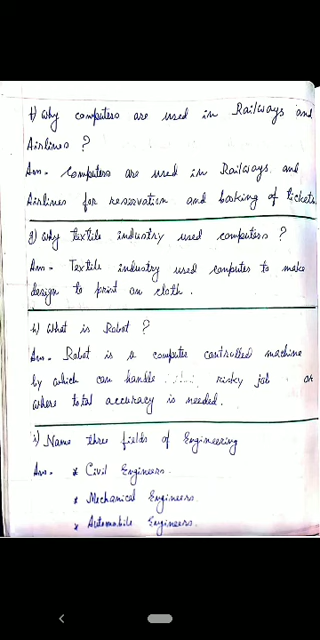 f) Why computers are used in Railways and
Airlines ?
Ans. Computers are used in Railways and
Airlines for reservation and booking of tickets
g) Why textile industry used computers ?
Ans. Textile industry used computer to make
design to print on cloth.
h) What is Robot ?
Ans. Robot is a computer controlled machine
by which can handle risky job or
where total accuracy is needed.
i) Name three fields of Engineering
Ans. * Civil Engineers.
* Mechanical Engineers.
* Automobile Engineers.